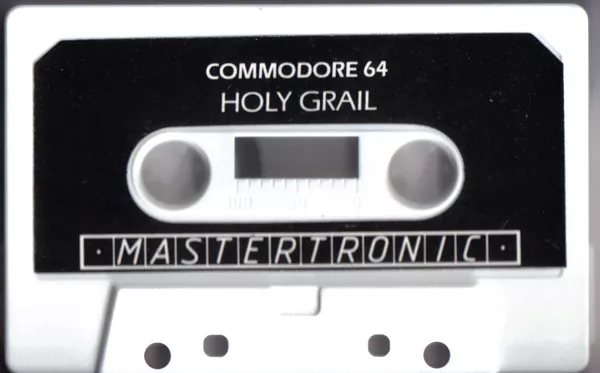 COMMODORE 64
HOLY GRAIL
100 50 0
· MASTERTRONIC ·